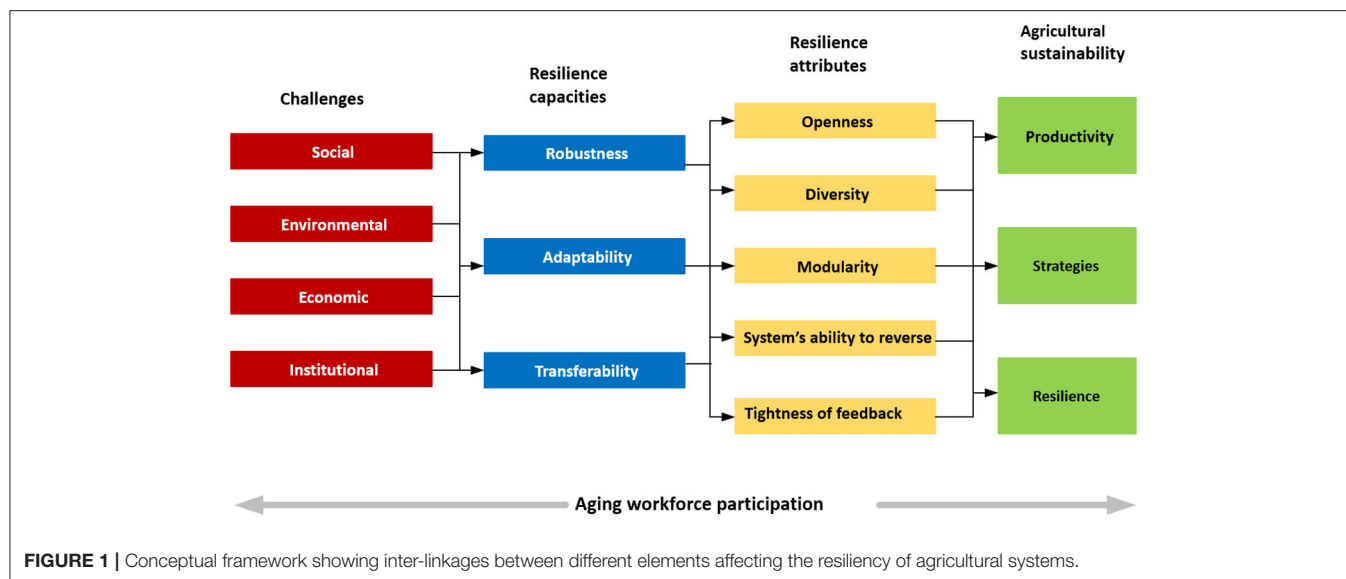 Challenges
Social
Environmental
Economic
Institutional
Resilience
capacities
Robustness
Adaptability
Transferability
Resilience
attributes
Openness
Diversity
Modularity
System's ability to reverse
Tightness of feedback
Agricultural
sustainability
Productivity
Strategies
Resilience
Aging workforce participation
FIGURE 1 | Conceptual framework showing inter-linkages between different elements affecting the resiliency of agricultural systems.